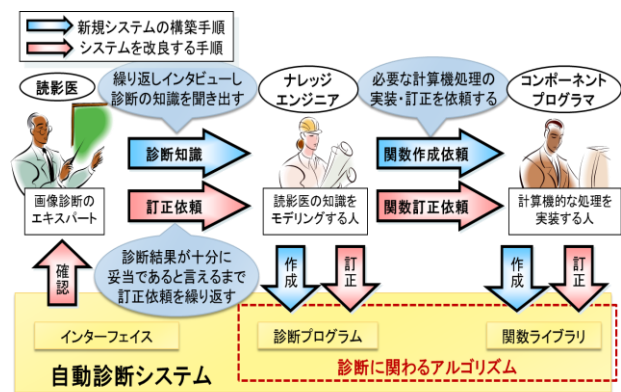 新規システムの構築手順
システムを改良する手順
読影医
繰り返しインタビューし
診断の知識を聞き出す
ナレッジ
エンジニア
必要な計算機処理の
実装・訂正を依頼する
コンポーネント
プログラマ
診断知識
関数作成依頼
画像診断の
エキスパート
訂正依頼
読影医の知識を
モデリングする人
関数訂正依頼
計算機的な処理を
実装する人
確認
診断結果が十分に
妥当であると言えるまで
訂正依頼を繰り返す
作成
訂正
作成
訂正
インターフェイス
診断プログラム
関数ライブラリ
自動診断システム
診断に関わるアルゴリズム